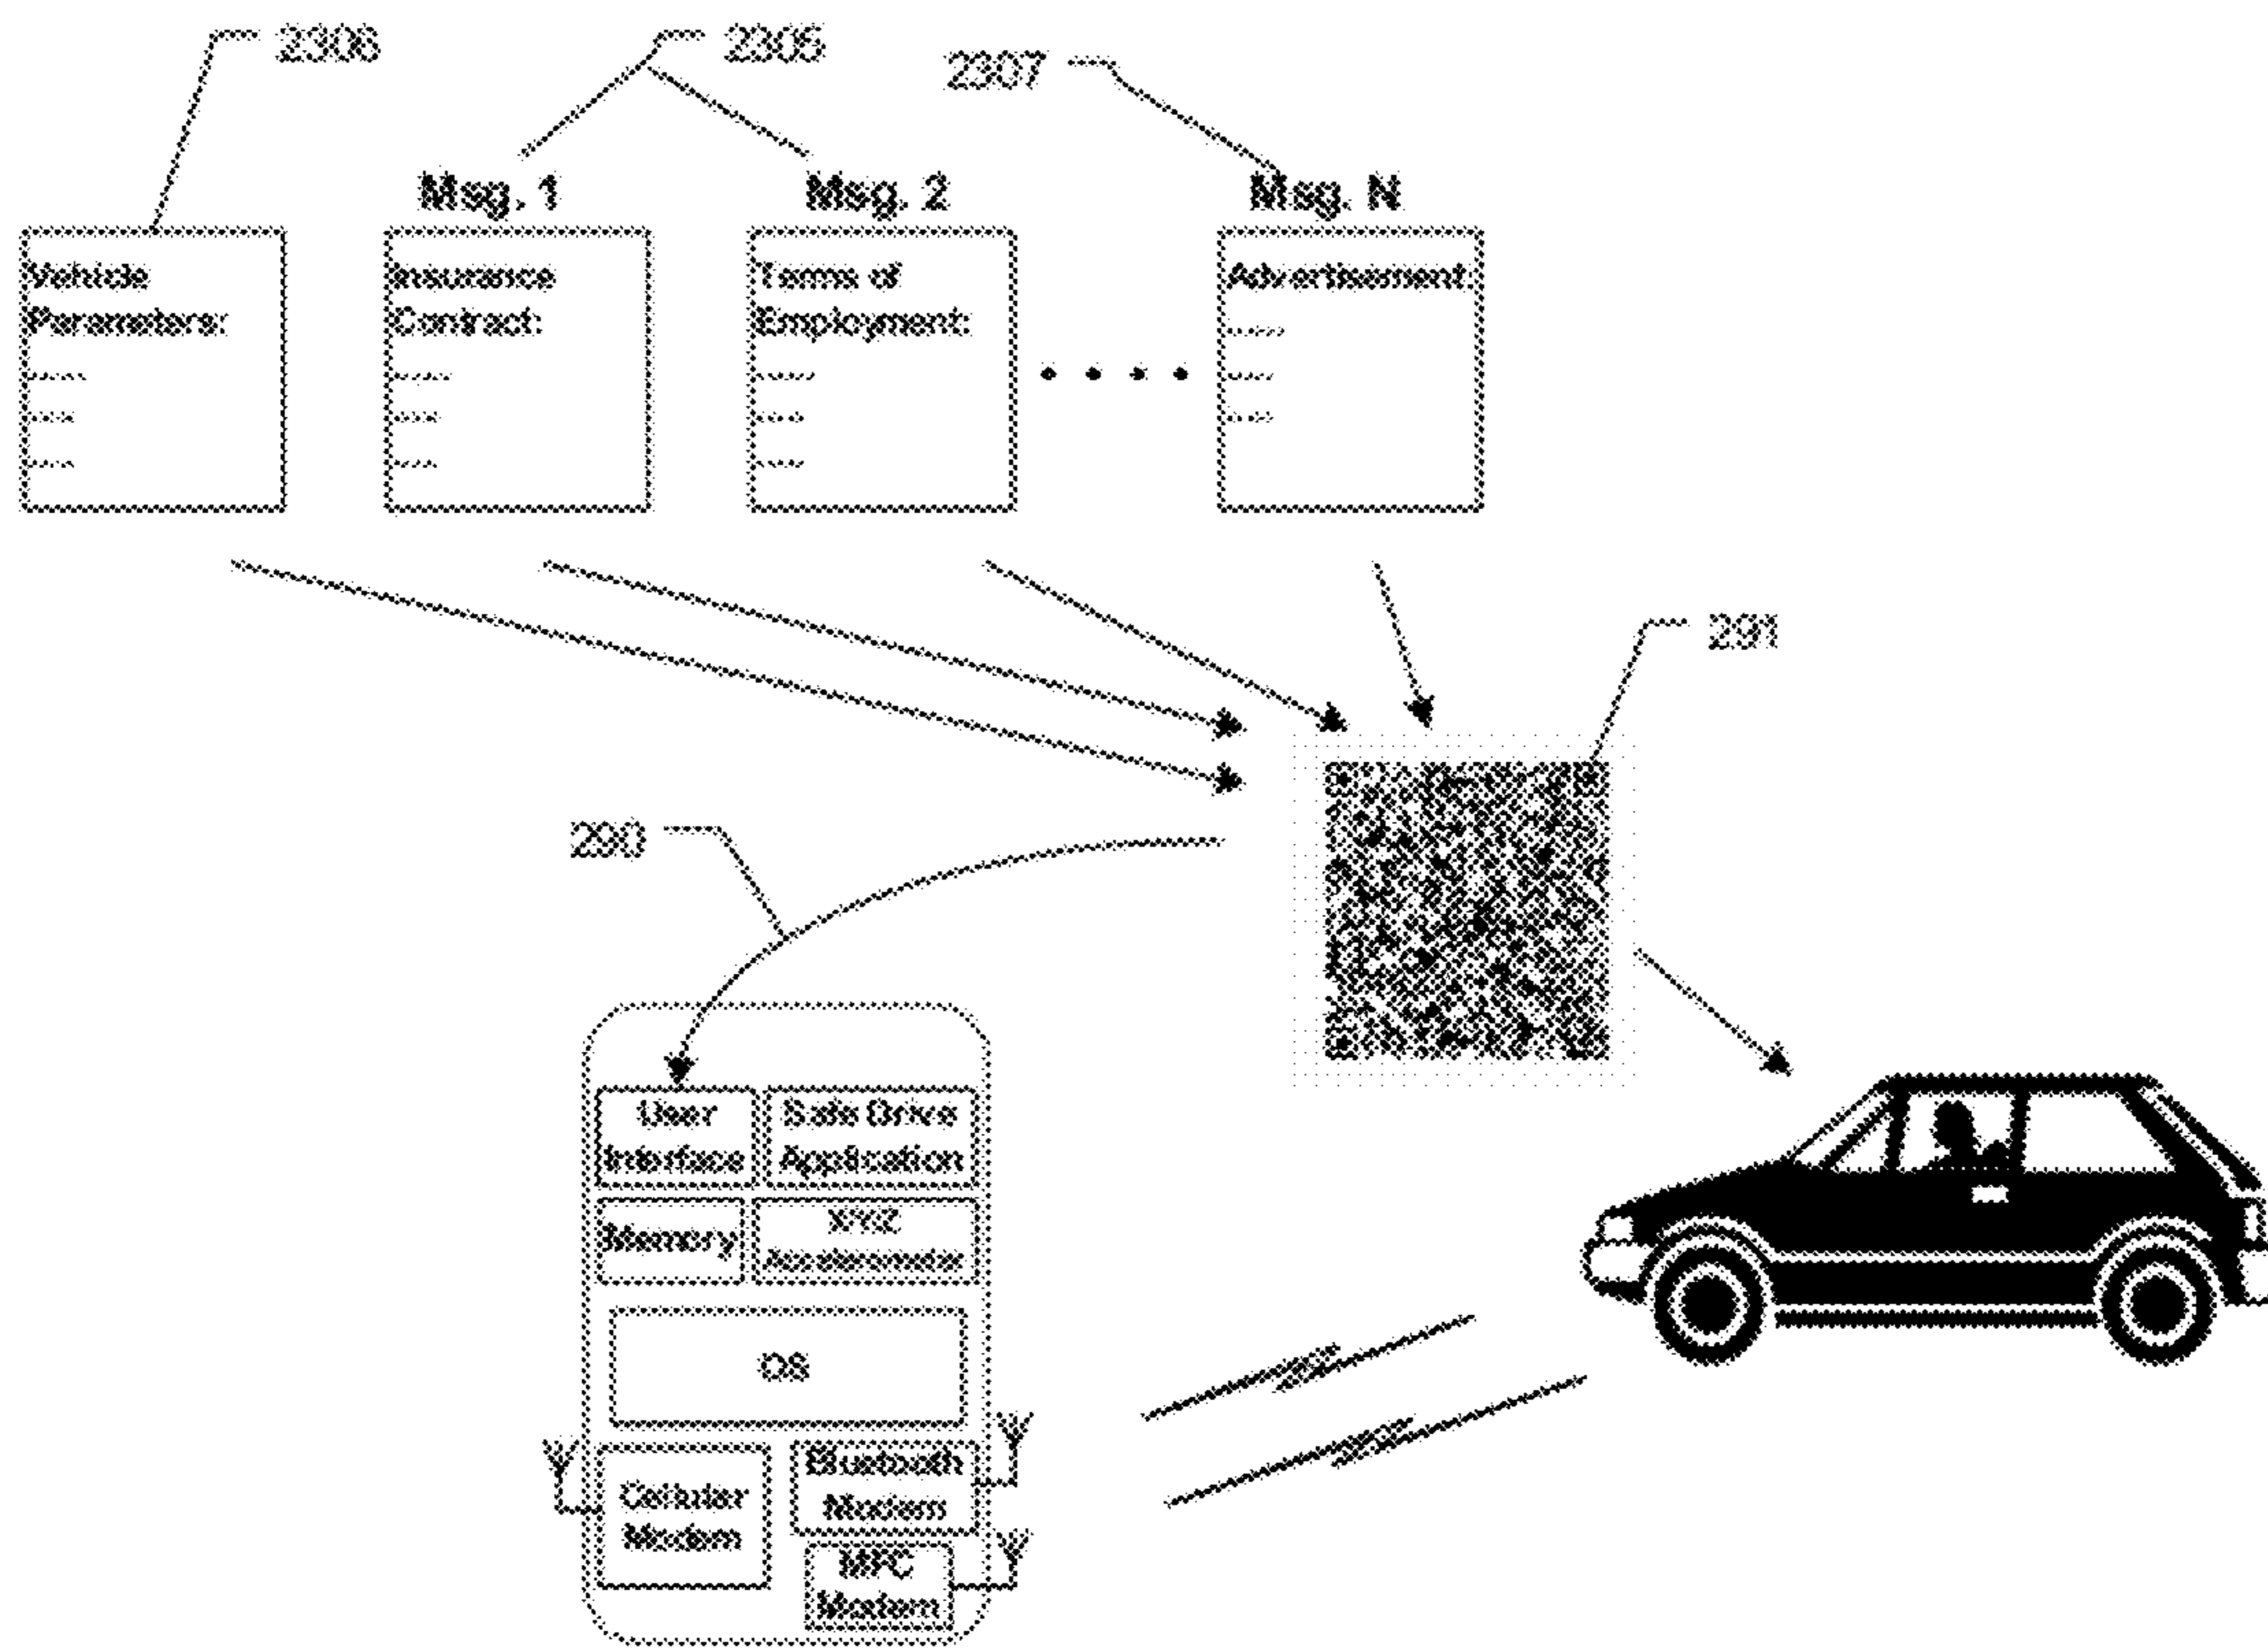 2306
2305
2307
Msg. 1
Msg. 2
Msg. N
Vehicle
Parameters:
Insurance
Contract:
Terms of
Employment:
Advertisement:
291
290
User
Interface
Safe Drive
Application
Memory
XYZ
Accelerometer
OS
Cellular
Modem
Bluetooth
Modem
Modem